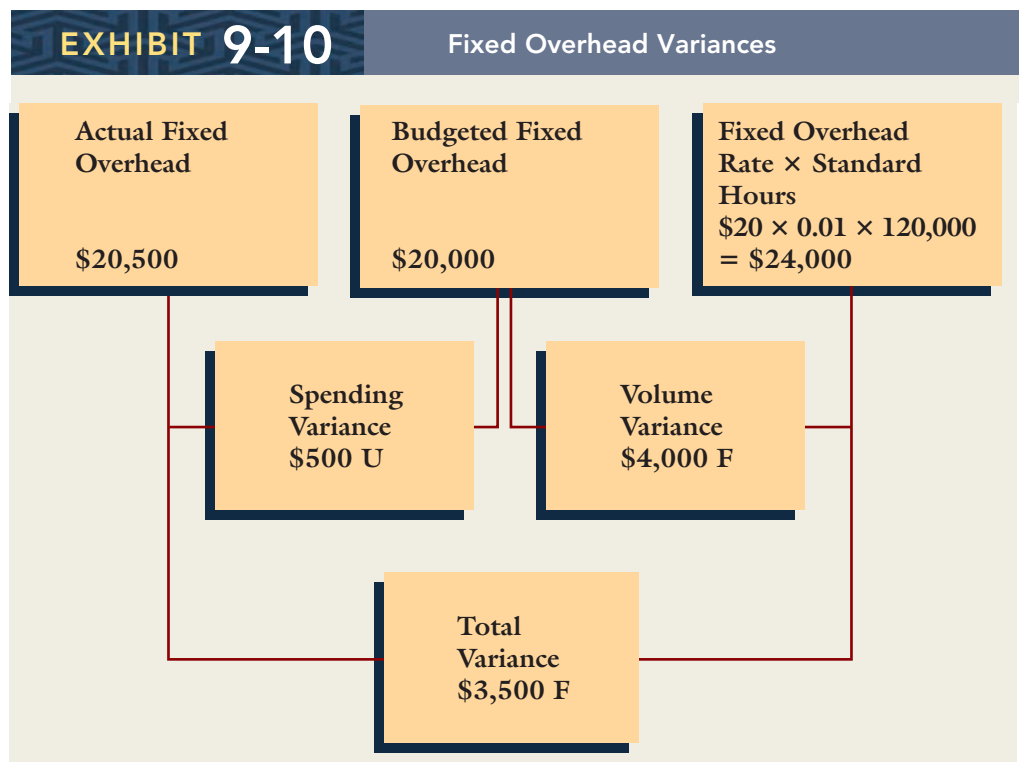 EXHIBIT 9-10
Fixed Overhead Variances
Actual Fixed
Overhead
$20,500
Budgeted Fixed
Overhead
$20,000
Fixed Overhead
Rate × Standard
Hours
$20 × 0.01 × 120,000
= $24,000
Spending
Variance
$500 U
Volume
Variance
$4,000 F
Total
Variance
$3,500 F